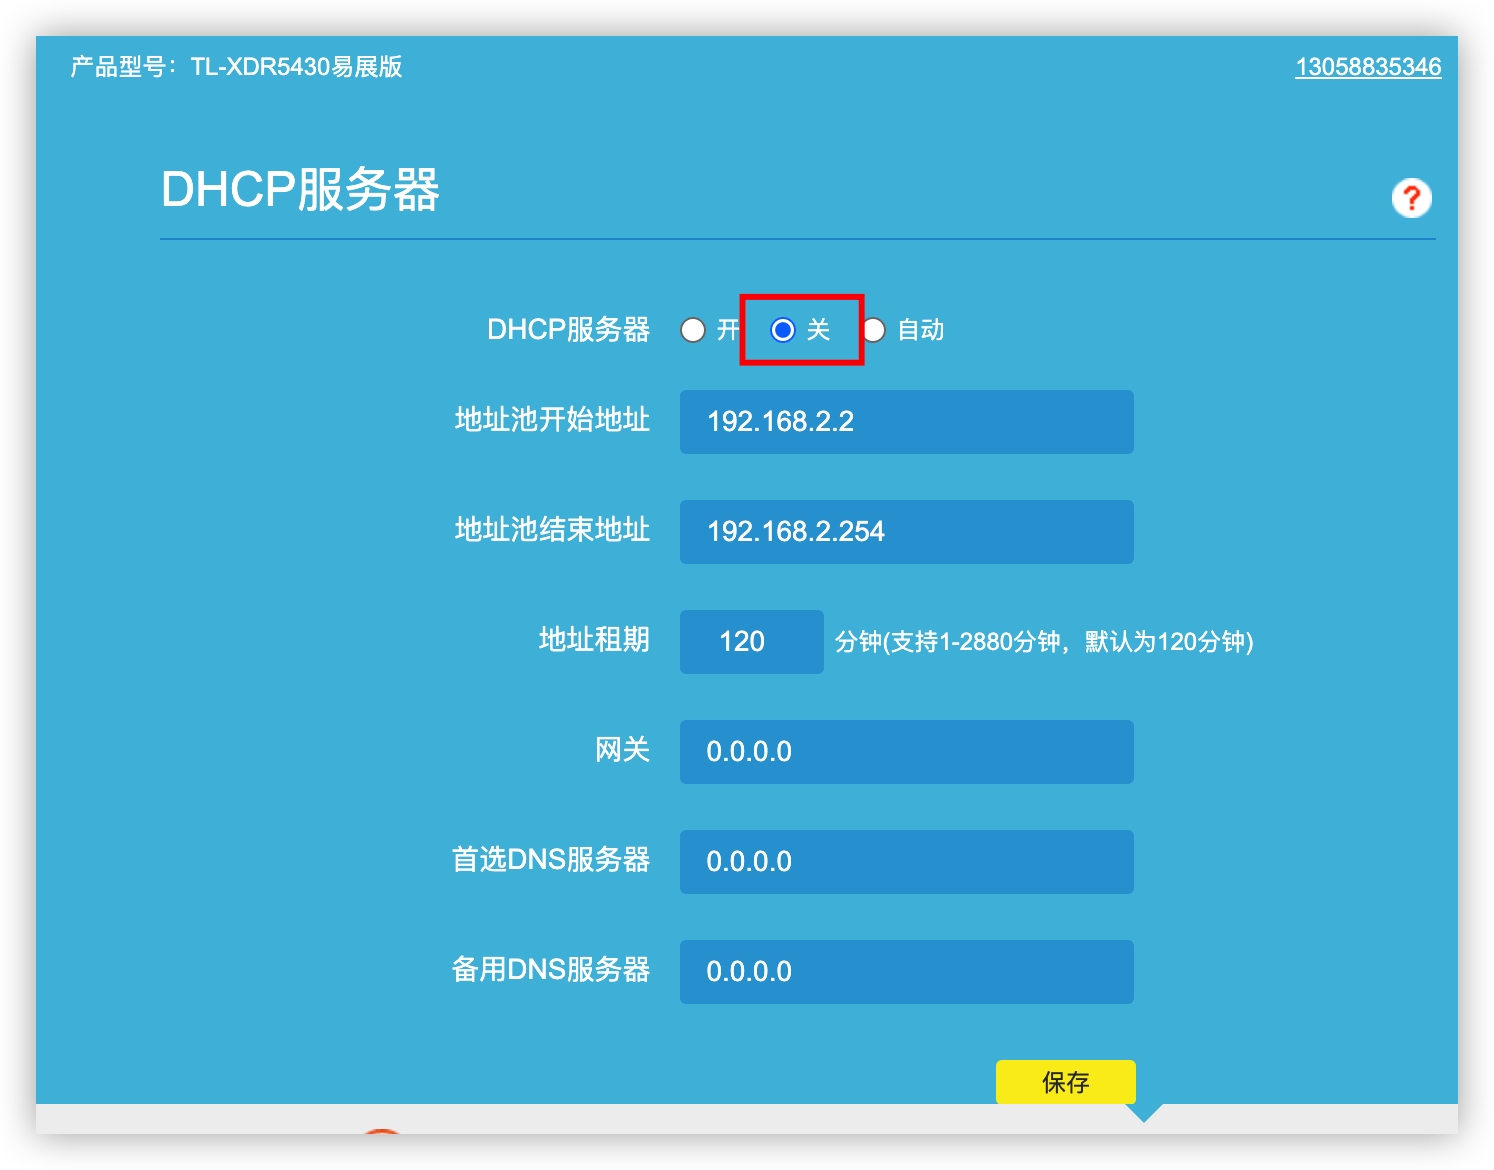 产品型号：TL-XDR5430易展版
13058835346
DHCP服务器
?
DHCP服务器 开 关 自动
地址池开始地址 192.168.2.2
地址池结束地址 192.168.2.254
地址租期 120 分钟(支持1-2880分钟，默认为120分钟)
网关 0.0.0.0
首选DNS服务器 0.0.0.0
备用DNS服务器 0.0.0.0
保存